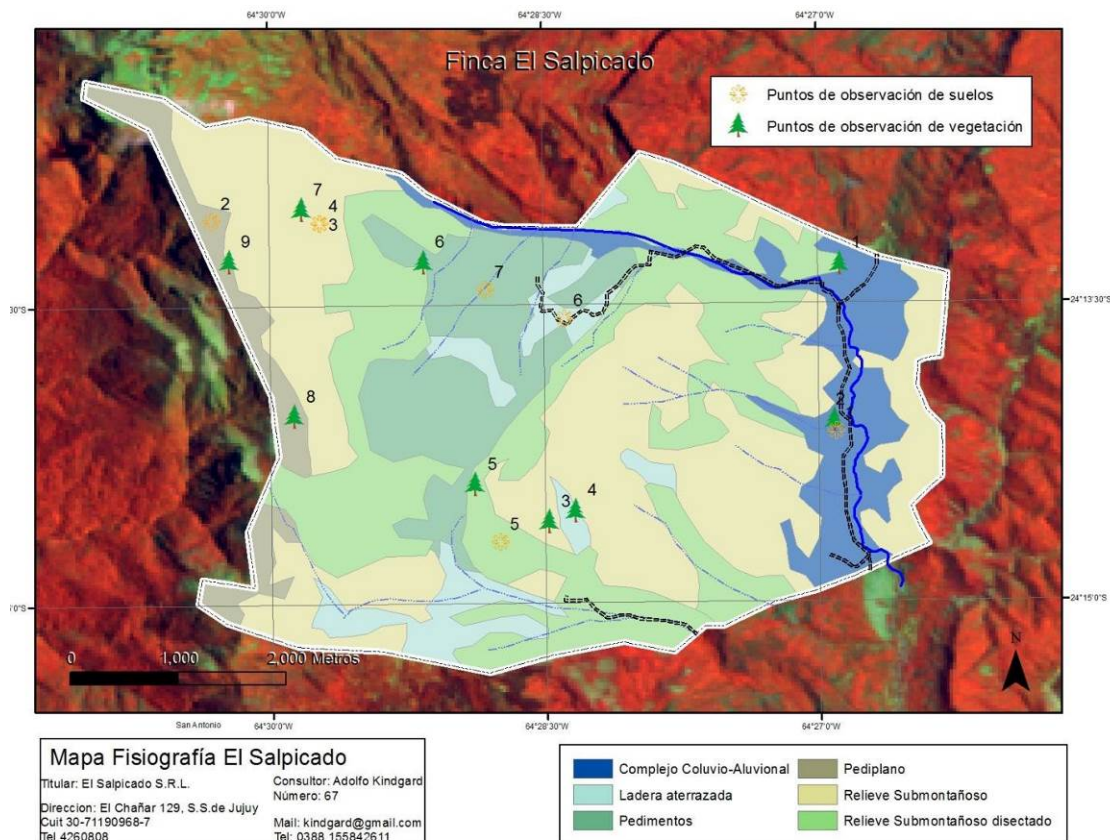 64°30'0"W 64°28'30"W 64°27'0"W
Finca El Salpicado
Puntos de observación de suelos
Puntos de observación de vegetación
7
2
4
3
9
6
1
7
30"S
24°13'30"S
6
8
2
5
3
4
5
0"S
24°15'0"S
N
0 1,000 2,000 Metros
San Antonio
64°30'0"W 64°28'30"W 64°27'0"W
Mapa Fisiografía El Salpicado
Titular: El Salpicado S.R.L.
Consultor: Adolfo Kindgard
Número: 67
Direccion: El Chañar 129, S.S.de Jujuy
Cuit 30-71190968-7
Mail: kindgard@gmail.com
Tel 4260808
Tel: 0388 155842611
Complejo Coluvio-Aluvional
Pediplano
Ladera aterrazada
Relieve Submontañoso
Pedimentos
Relieve Submontañoso disectado